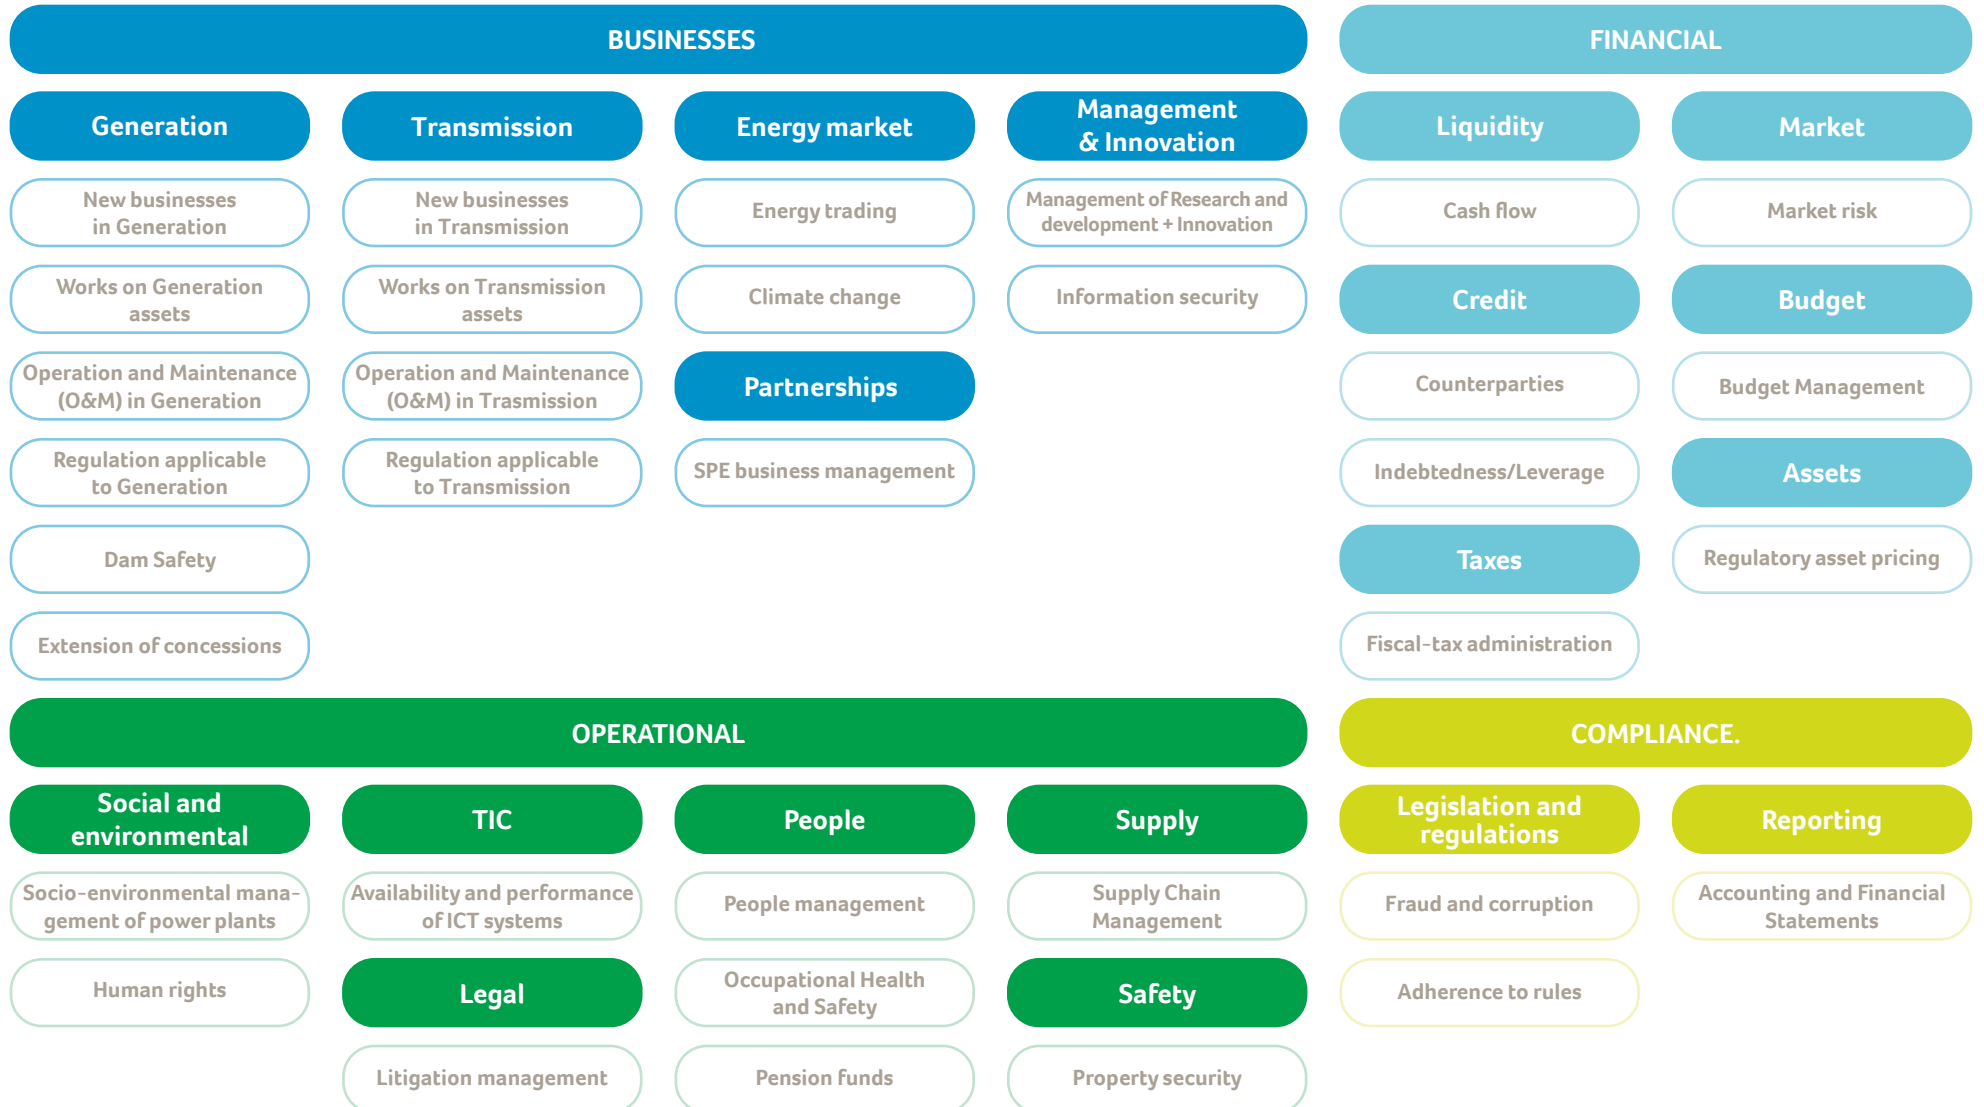 BUSINESSES
Generation
New businesses
in Generation
Works on Generation
assets
Operation and Maintenance
(O&M) in Generation
Regulation applicable
to Generation
Dam Safety
Extension of concessions
Transmission
New businesses
in Transmission
Works on Transmission
assets
Operation and Maintenance
(O&M) in Trasmission
Regulation applicable
to Transmission
Energy market
Energy trading
Climate change
Partnerships
SPE business management
Management
& Innovation
Management of Research and
development + Innovation
Information security
FINANCIAL
Liquidity
Cash flow
Credit
Counterparties
Indebtedness/Leverage
Taxes
Fiscal-tax administration
Market
Market risk
Budget
Budget Management
Assets
Regulatory asset pricing
OPERATIONAL
Social and
environmental
Socio-environmental mana-
gement of power plants
Human rights
TIC
Availability and performance
of ICT systems
Legal
Litigation management
People
People management
Occupational Health
and Safety
Pension funds
Supply
Supply Chain
Management
Safety
Property security
COMPLIANCE.
Legislation and
regulations
Fraud and corruption
Adherence to rules
Reporting
Accounting and Financial
Statements